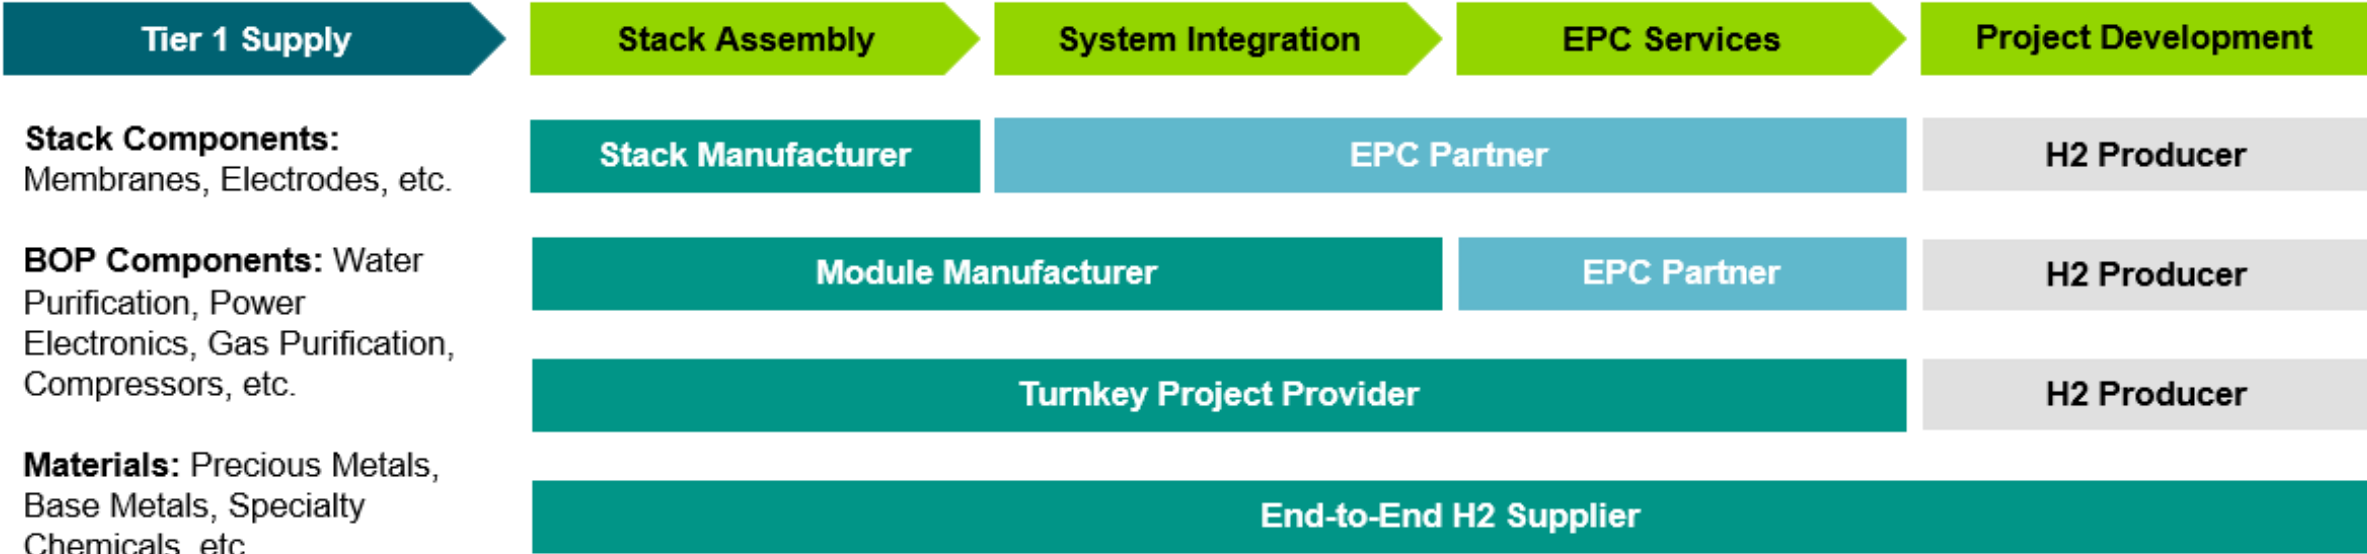 Tier 1 Supply
Stack Assembly
System Integration
EPC Services
Project Development
Stack Components:
Membranes, Electrodes, etc.
Stack Manufacturer
EPC Partner
H2 Producer
BOP Components: Water
Purification, Power
Electronics, Gas Purification,
Compressors, etc.
Module Manufacturer
EPC Partner
H2 Producer
Turnkey Project Provider
H2 Producer
Materials: Precious Metals,
Base Metals, Specialty
Chemicals, etc
End-to-End H2 Supplier